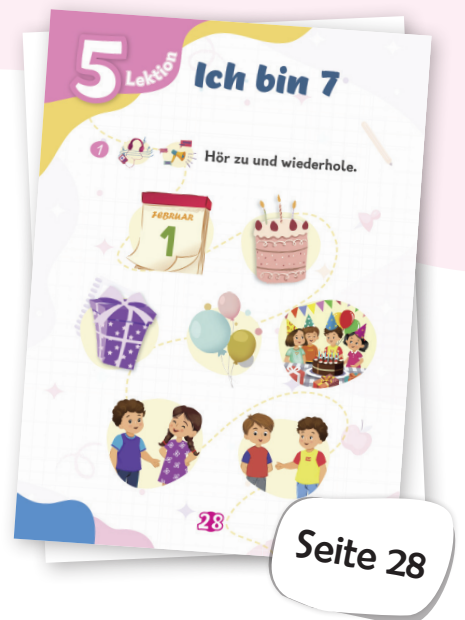 5 Lektion
Ich bin 7
1 Hör zu und wiederhole.
FEBRUAR
1
28
Seite 28